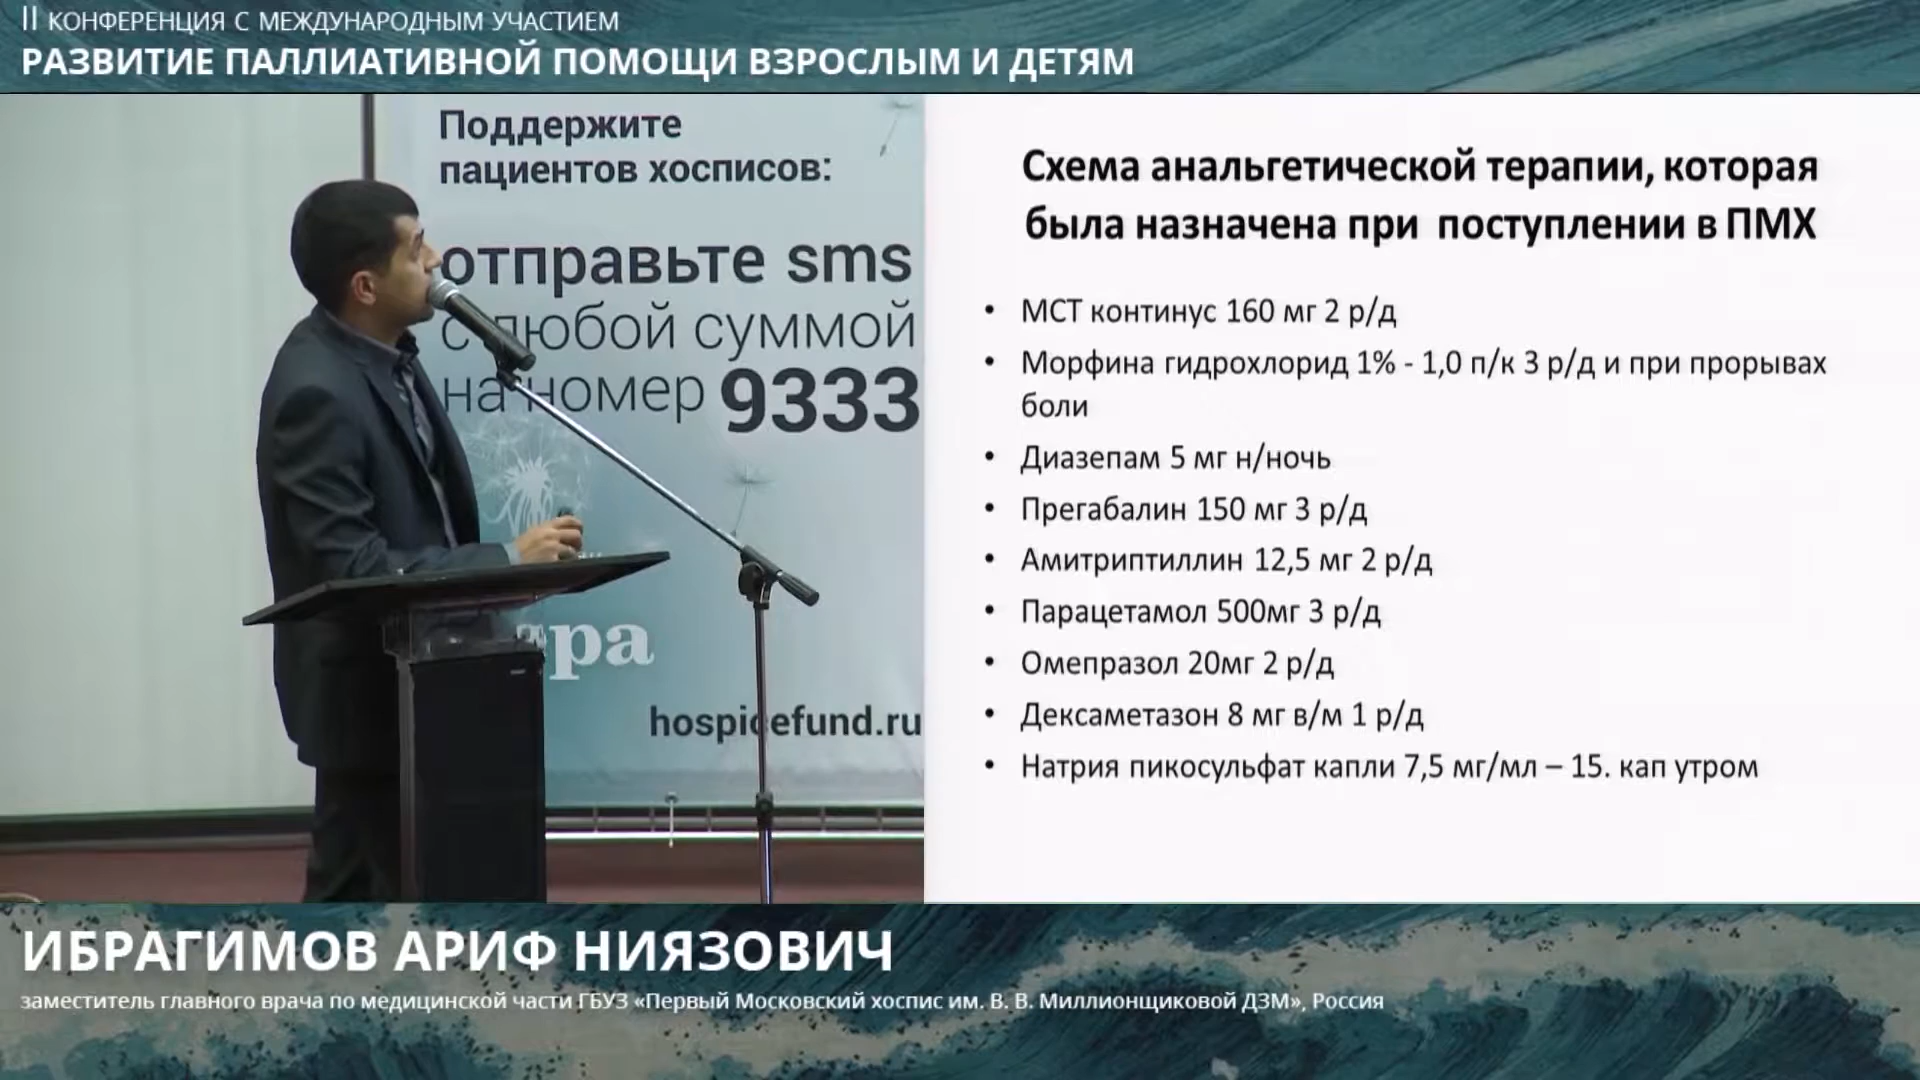 II КОНФЕРЕНЦИЯ С МЕЖДУНАРОДНЫМ УЧАСТИЕМ
РАЗВИТИЕ ПАЛЛИАТИВНОЙ ПОМОЩИ ВЗРОСЛЫМ И ДЕТЯМ
Поддержите
пациентов хосписов:
отправьте sms
с любой суммой
на номер 9333
hospicefund.ru
Схема анальгетической терапии, которая
была назначена при поступлении в ПМХ
• МСТ континус 160 мг 2 р/д
• Морфина гидрохлорид 1% - 1,0 п/к 3 р/д и при прорывах
боли
• Диазепам 5 мг н/ночь
• Прегабалин 150 мг 3 р/д
• Амитриптиллин 12,5 мг 2 р/д
• Парацетамол 500мг 3 р/д
• Омепразол 20мг 2 р/д
• Дексаметазон 8 мг в/м 1 р/д
• Натрия пикосульфат капли 7,5 мг/мл – 15. кап утром
ИБРАГИМОВ АРИФ НИЯЗОВИЧ
заместитель главного врача по медицинской части ГБУЗ «Первый Московский хоспис им. В. В. Миллионщиковой ДЗМ», Россия